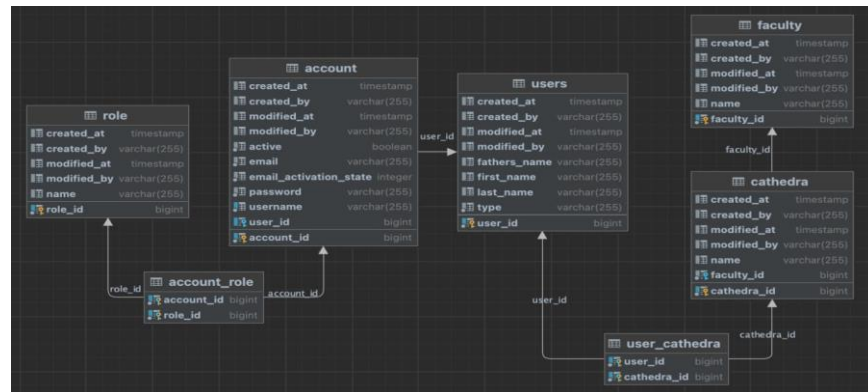 faculty
created_at timestamp
created_by varchar(255)
modified_at timestamp
modified_by varchar(255)
name varchar(255)
faculty_id bigint
account
created_at timestamp
created_by varchar(255)
modified_at timestamp
modified_by varchar(255)
active boolean
email varchar(255)
email_activation_state integer
password varchar(255)
username varchar(255)
user_id bigint
account_id bigint
users
created_at timestamp
created_by varchar(255)
modified_at timestamp
modified_by varchar(255)
fathers_name varchar(255)
first_name varchar(255)
last_name varchar(255)
type varchar(255)
user_id bigint
role
created_at timestamp
created_by varchar(255)
modified_at timestamp
modified_by varchar(255)
name varchar(255)
role_id bigint
user_id
faculty_id
cathedra
created_at timestamp
created_by varchar(255)
modified_at timestamp
modified_by varchar(255)
name varchar(255)
faculty_id bigint
cathedra_id bigint
account_role
account_id bigint
role_id bigint
role_id
account_id
user_id
cathedra_id
user_cathedra
user_id bigint
cathedra_id bigint